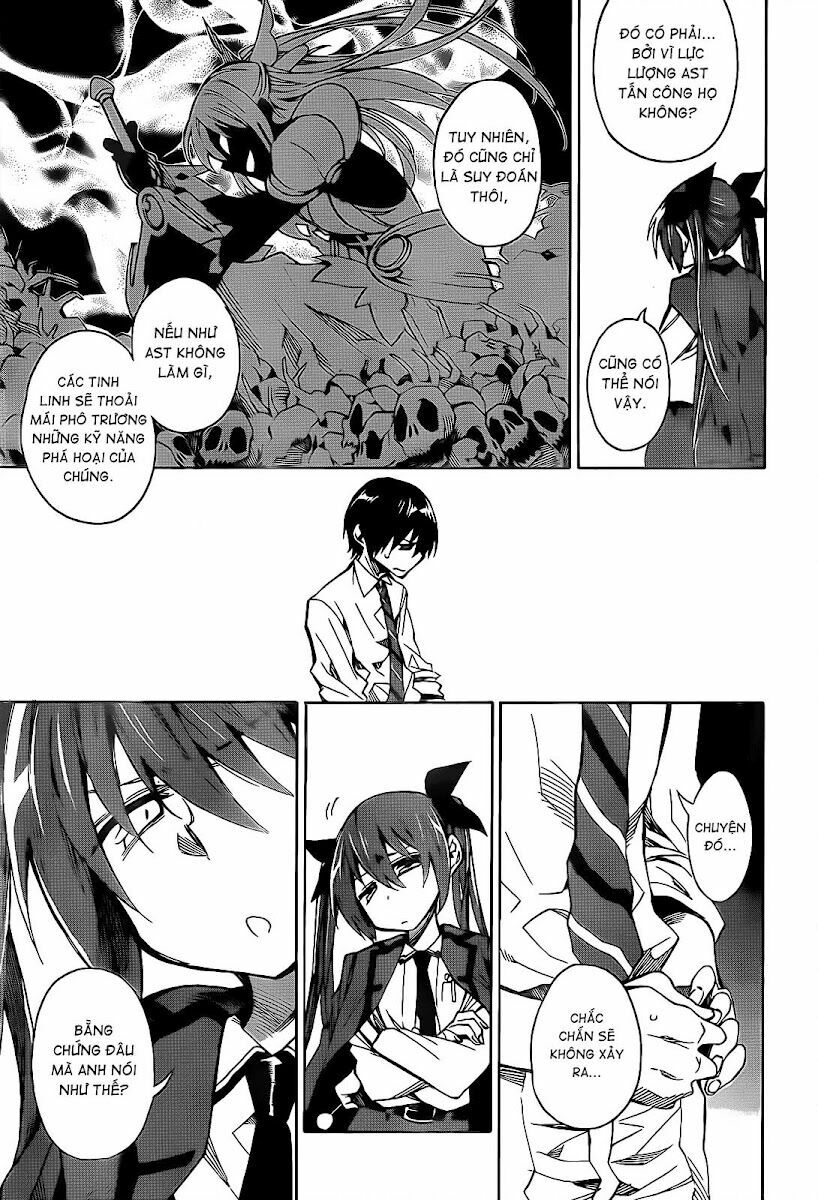 ĐÓ CÓ PHẢI...
BỞI VÌ LỰC
LƯỢNG AST
TẤN CÔNG HỌ
KHÔNG?
CŨNG CÓ
THỂ NÓI
VẬY.
TUY NHIÊN,
ĐÓ CŨNG CHỈ
LÀ SUY ĐOÁN
THÔI,
NẾU NHƯ
AST KHÔNG
LÀM GÌ,
CÁC TINH
LINH SẼ THOẢI
MÁI PHÔ TRƯƠNG
NHỮNG KỸ NĂNG
PHÁ HOẠI CỦA
CHÚNG.
CHUYỆN
ĐÓ...
CHẮC
CHẮN SẼ
KHÔNG XẢY
RA...
BẰNG
CHỨNG ĐÂU
MÀ ANH NÓI
NHƯ THẾ?